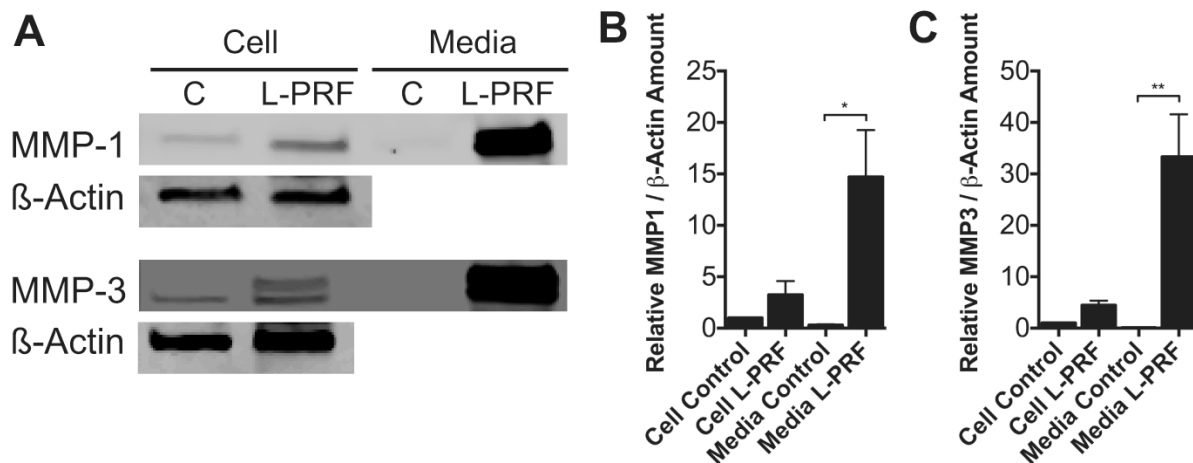 A
Cell Media
C L-PRF C L-PRF
MMP-1
ß-Actin
MMP-3
ß-Actin
B
Relative MMP1 / β-Actin Amount
25
20
15
10
5
0
*
Cell Control
Cell L-PRF
Media Control
Media L-PRF
C
Relative MMP3 / β-Actin Amount
50
40
30
20
10
0
**
Cell Control
Cell L-PRF
Media Control
Media L-PRF